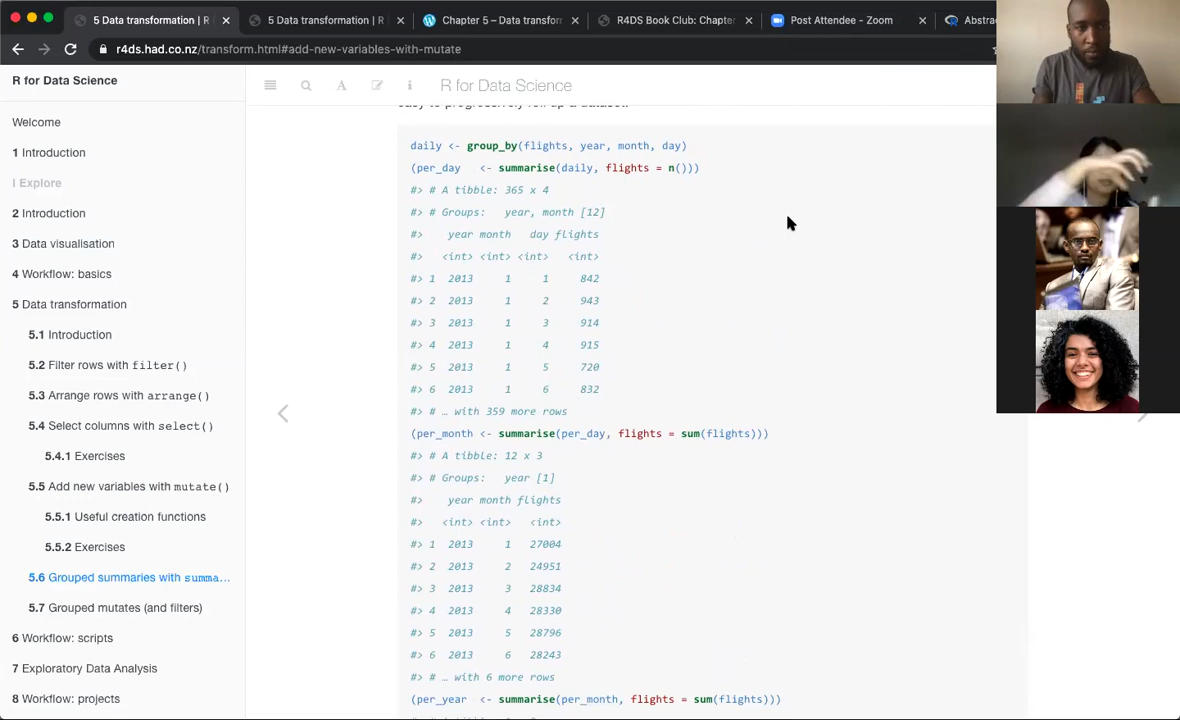 5 Data transformation | R
5 Data transformation | R
Chapter 5 – Data transfor
R4DS Book Club: Chapter
Post Attendee - Zoom
Abstrac
r4ds.had.co.nz/transform.html#add-new-variables-with-mutate
R for Data Science
Welcome
1 Introduction
I Explore
2 Introduction
3 Data visualisation
4 Workflow: basics
5 Data transformation
5.1 Introduction
5.2 Filter rows with filter()
5.3 Arrange rows with arrange()
5.4 Select columns with select()
5.4.1 Exercises
5.5 Add new variables with mutate()
5.5.1 Useful creation functions
5.5.2 Exercises
5.6 Grouped summaries with summa...
5.7 Grouped mutates (and filters)
6 Workflow: scripts
7 Exploratory Data Analysis
8 Workflow: projects
R for Data Science
easy to progressively roll up a dataset:
daily <- group_by(flights, year, month, day)
(per_day   <- summarise(daily, flights = n()))
#> # A tibble: 365 x 4
#> # Groups:   year, month [12]
#>    year month   day flights
#>   <int> <int> <int>   <int>
#> 1  2013     1     1     842
#> 2  2013     1     2     943
#> 3  2013     1     3     914
#> 4  2013     1     4     915
#> 5  2013     1     5     720
#> 6  2013     1     6     832
#> # … with 359 more rows
(per_month <- summarise(per_day, flights = sum(flights)))
#> # A tibble: 12 x 3
#> # Groups:   year [1]
#>    year month flights
#>   <int> <int>   <int>
#> 1  2013     1   27004
#> 2  2013     2   24951
#> 3  2013     3   28834
#> 4  2013     4   28330
#> 5  2013     5   28796
#> 6  2013     6   28243
#> # … with 6 more rows
(per_year  <- summarise(per_month, flights = sum(flights)))